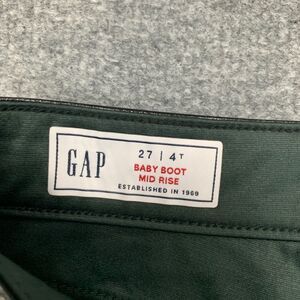 GAP
27 | 4ᵀ
BABY BOOT
MID RISE
ESTABLISHED IN 1969